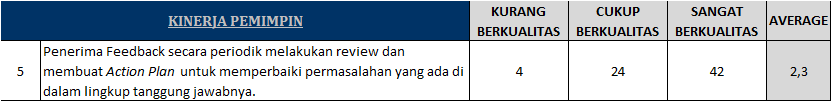 KINERJA PEMIMPIN
KURANG
BERKUALITAS
CUKUP
BERKUALITAS
SANGAT
BERKUALITAS
AVERAGE
5
Penerima Feedback secara periodik melakukan review dan
membuat Action Plan untuk memperbaiki permasalahan yang ada di
dalam lingkup tanggung jawabnya.
4
24
42
2,3